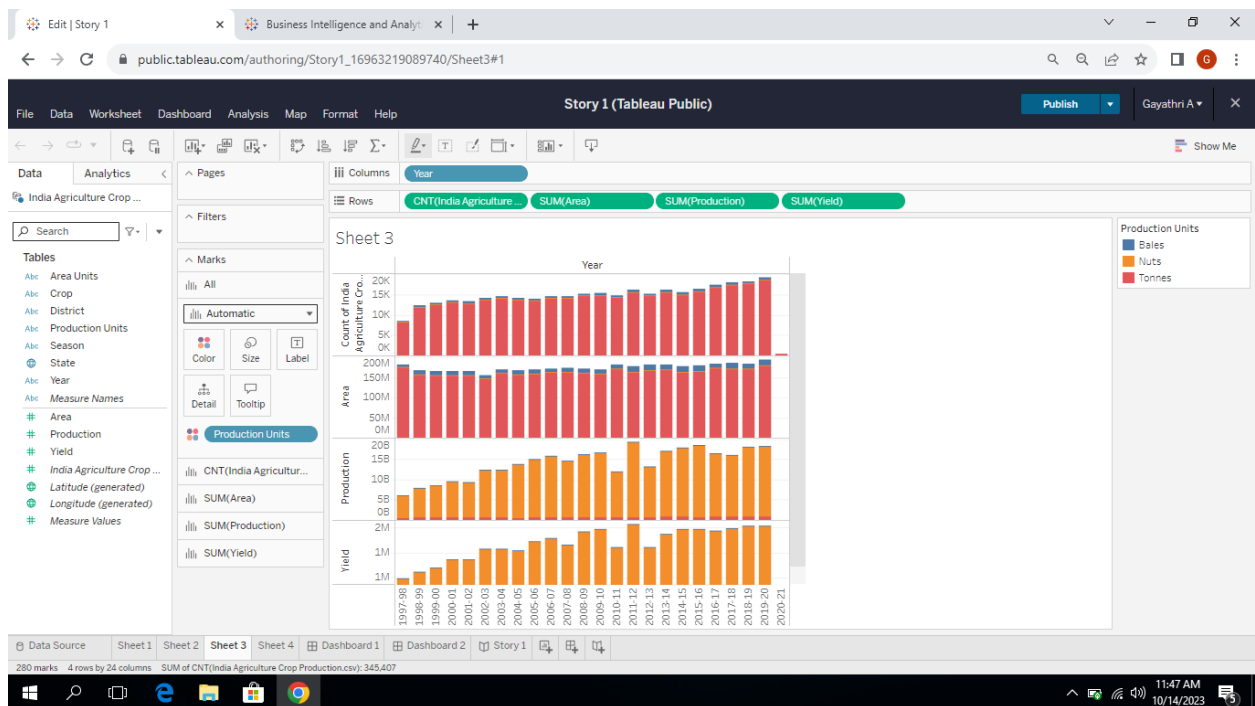 Edit | Story 1
Business Intelligence and Analyt
public.tableau.com/authoring/Story1_16963219089740/Sheet3#1
G
File Data Worksheet Dashboard Analysis Map Format Help
Story 1 (Tableau Public)
Publish
Gayathri A
Show Me
Data Analytics
Pages
Columns
Year
India Agriculture Crop ...
Rows
CNT(India Agriculture ... SUM(Area) SUM(Production) SUM(Yield)
Search
Filters
Tables
Abc Area Units
Abc Crop
Abc District
Abc Production Units
Abc Season
State
Abc Year
Abc Measure Names
# Area
# Production
# Yield
# India Agriculture Crop ...
Latitude (generated)
Longitude (generated)
# Measure Values
Marks
All
Automatic
Color Size Label
Detail Tooltip
Production Units
CNT(India Agricultur...
SUM(Area)
SUM(Production)
SUM(Yield)
Sheet 3
Year
Count of India
Agriculture Cro...
20K
15K
10K
5K
0K
Area
200M
150M
100M
50M
0M
Production
20B
15B
10B
5B
0B
Yield
2M
1M
1M
1997-98
1998-99
1999-00
2000-01
2001-02
2002-03
2003-04
2004-05
2005-06
2006-07
2007-08
2008-09
2009-10
2010-11
2011-12
2012-13
2013-14
2014-15
2015-16
2016-17
2017-18
2018-19
2019-20
2020-21
Production Units
Bales
Nuts
Tonnes
Data Source Sheet 1 Sheet 2 Sheet 3 Sheet 4 Dashboard 1 Dashboard 2 Story 1
280 marks 4 rows by 24 columns SUM of CNT(India Agriculture Crop Production.csv): 345,407
11:47 AM
10/14/2023
5